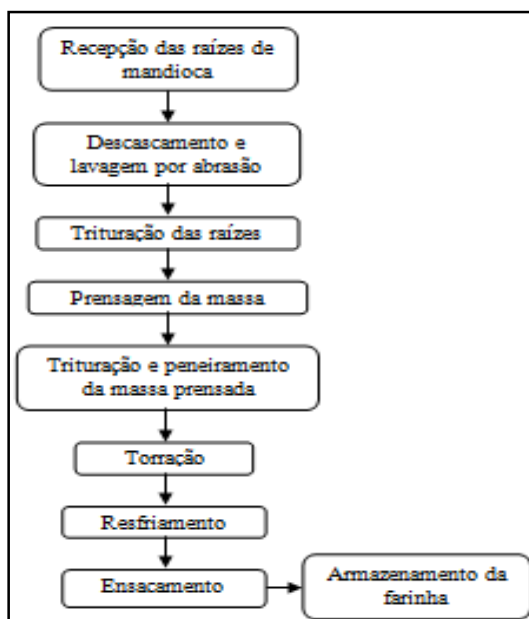 Recepção das raízes de
mandioca
Descascamento e
lavagem por abrasão
Trituração das raízes
Prensagem da massa
Trituração e peneiramento
da massa prensada
Torração
Resfriamento
Ensacamento
Armazenamento da
farinha